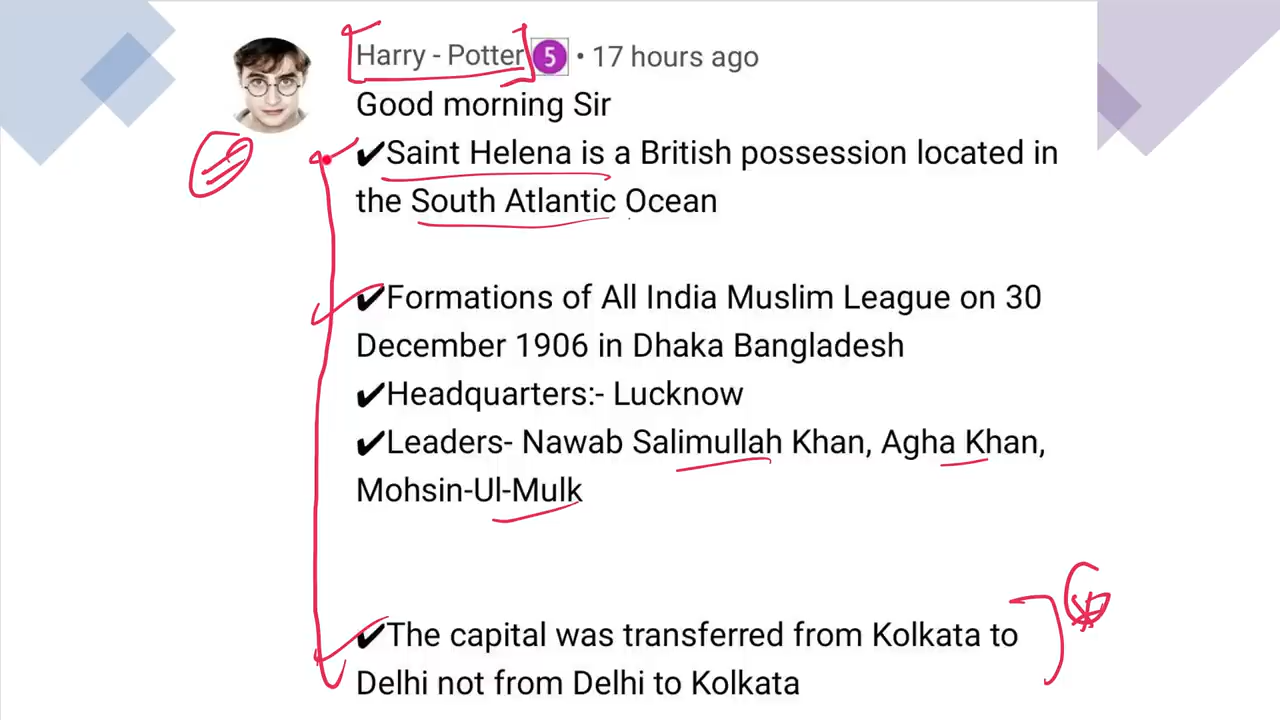 Harry - Potter 5 • 17 hours ago
Good morning Sir
✔Saint Helena is a British possession located in
the South Atlantic Ocean
✔Formations of All India Muslim League on 30
December 1906 in Dhaka Bangladesh
✔Headquarters:- Lucknow
✔Leaders- Nawab Salimullah Khan, Agha Khan,
Mohsin-Ul-Mulk
✔The capital was transferred from Kolkata to
Delhi not from Delhi to Kolkata